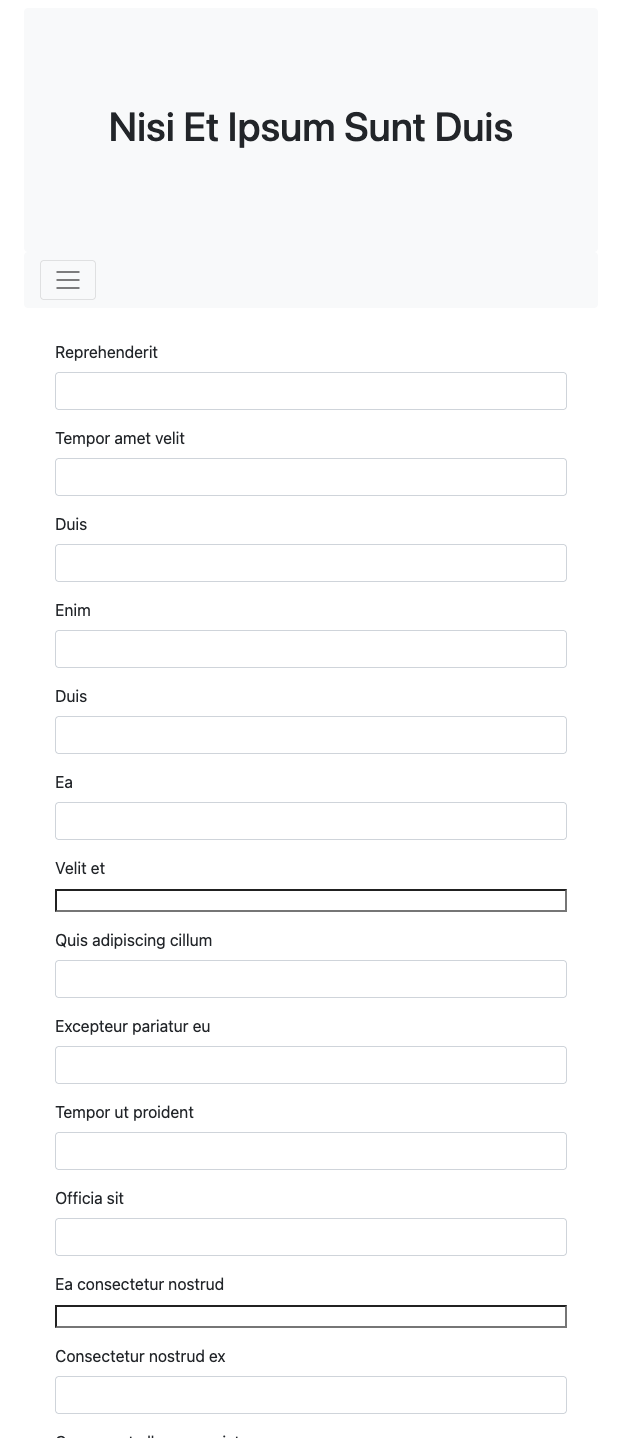 Nisi Et Ipsum Sunt Duis
Reprehenderit
Tempor amet velit
Duis
Enim
Duis
Ea
Velit et
Quis adipiscing cillum
Excepteur pariatur eu
Tempor ut proident
Officia sit
Ea consectetur nostrud
Consectetur nostrud ex